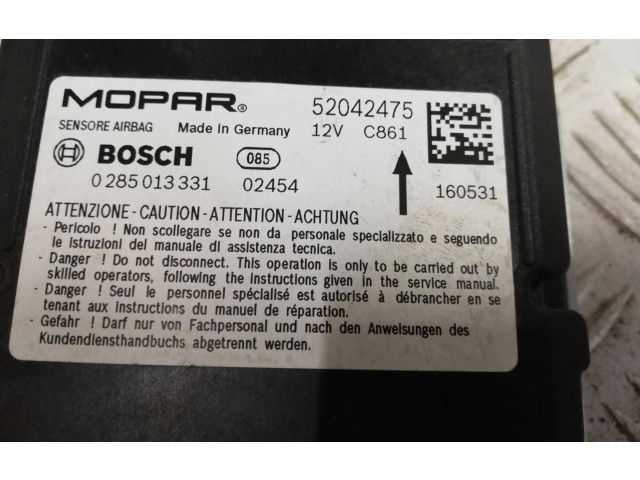 MOPAR® 52042475
SENSORE AIRBAG Made in Germany 12V C861
BOSCH 085
0 285 013 331 02454 160531
ATTENZIONE - CAUTION - ATTENTION - ACHTUNG
- Pericolo ! Non scollegare se non da personale specializzato e seguendo
le istruzioni del manuale di assistenza tecnica.
- Danger ! Do not disconnect. This operation is only to be carried out by
skilled operators, following the instructions given in the service manual.
- Danger ! Seul le personnel spécialisé est autorisé à débrancher en se
tenant aux instructions du manuel de réparation.
- Gefahr ! Darf nur von Fachpersonal und nach den Anweisungen des
Kundendiensthandbuchs abgetrennt werden.